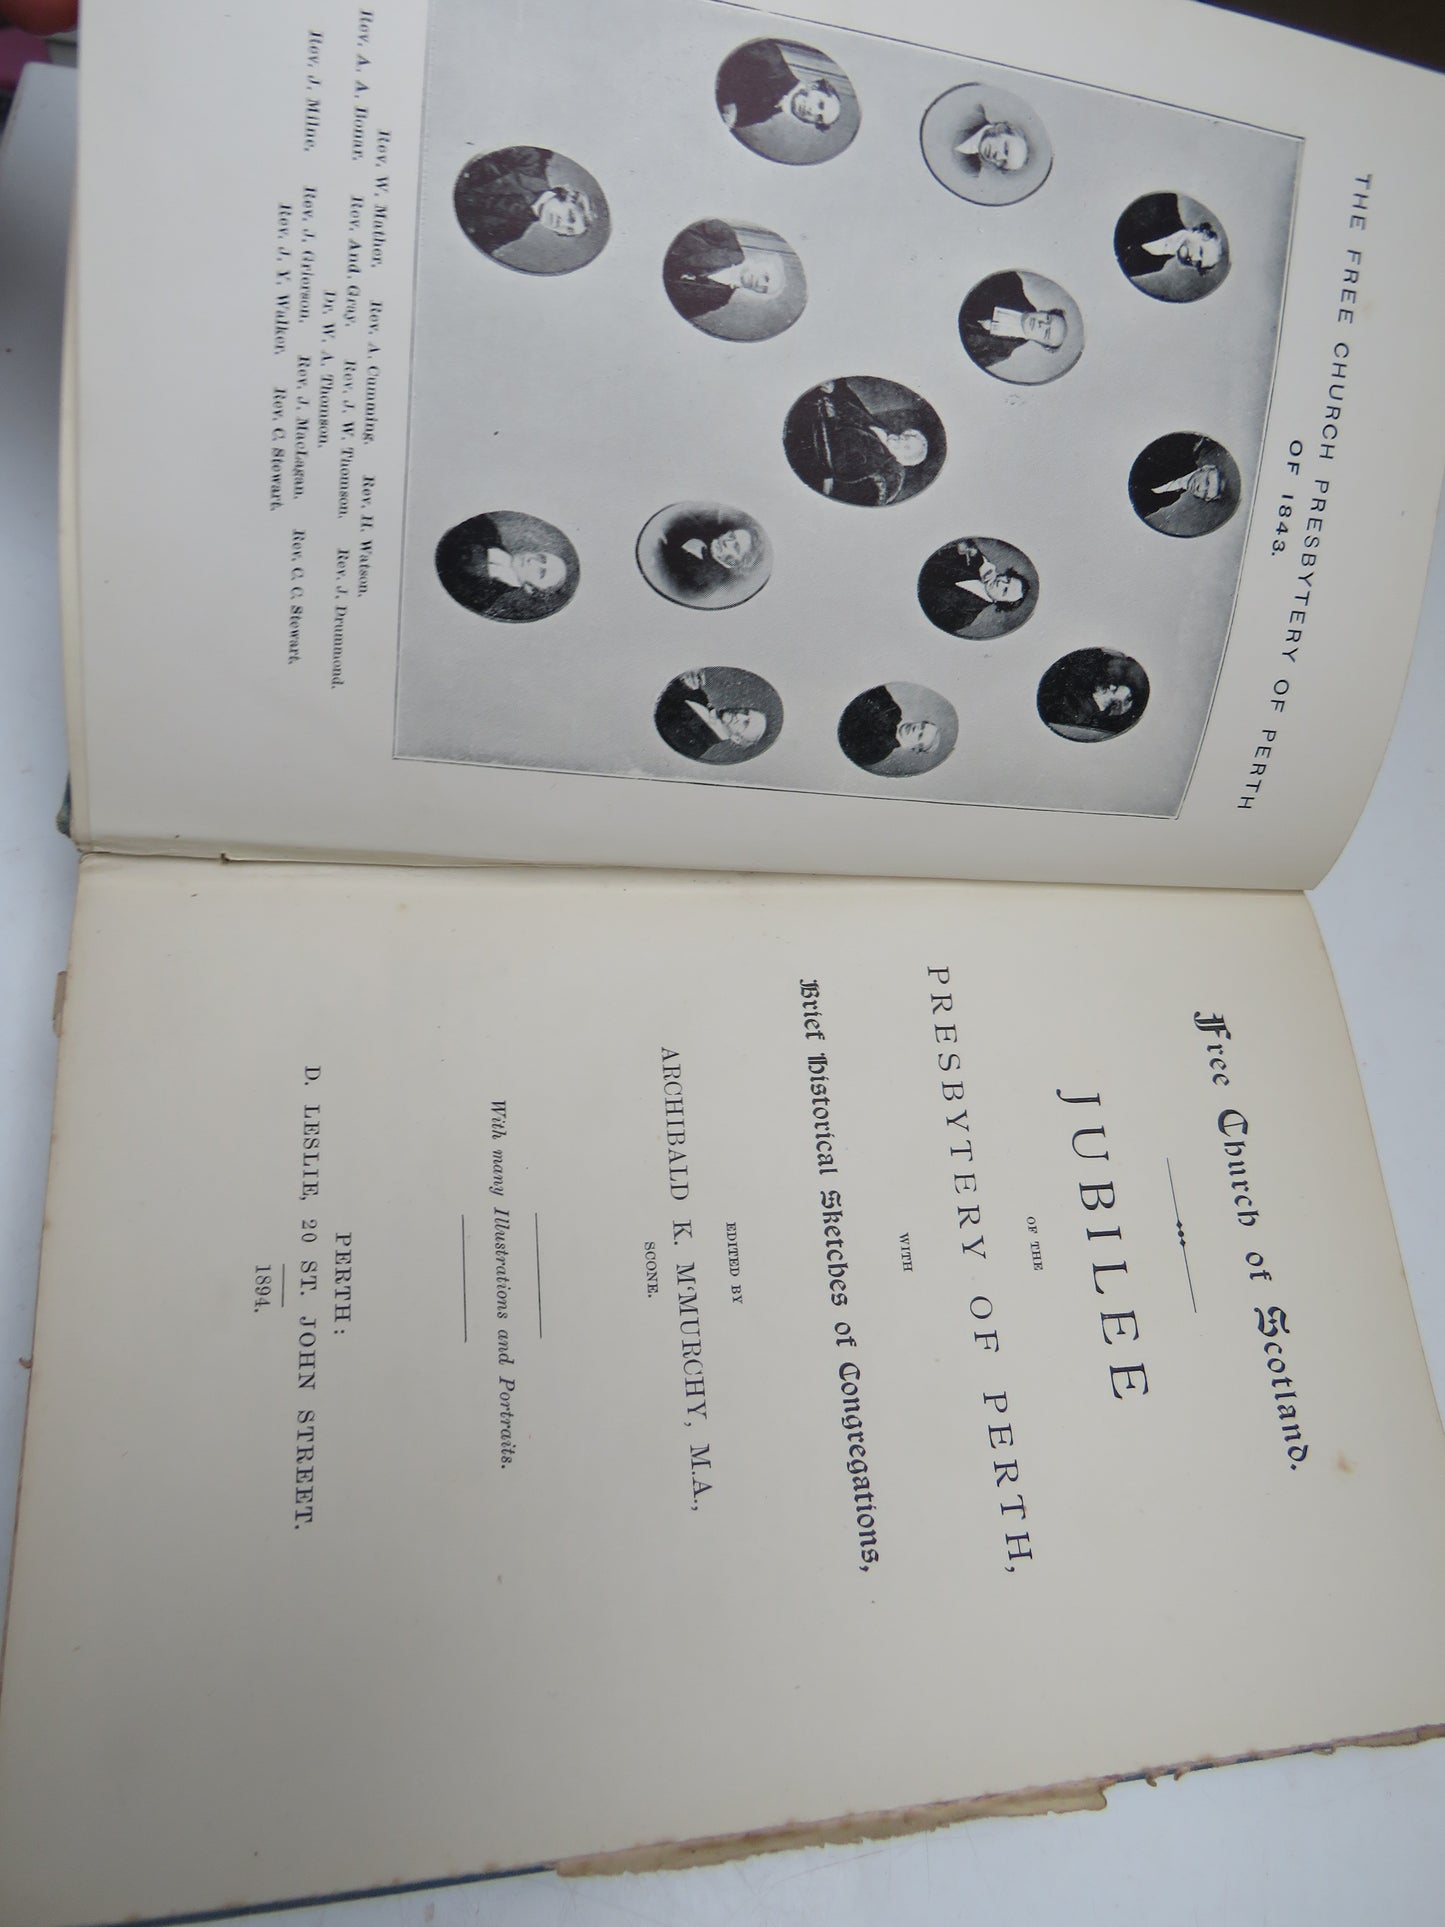 THE FREE CHURCH PRESBYTERY OF PERTH
OF 1843.
Rev. W. Mather. Rev. A. Cumming. Rev. H. Watson.
Rev. A. A. Bonar. Rev. And. Gray. Rev. J. W. Thomson. Rev. J. Drummond.
Dr. W. A. Thomson.
Rev. J. Milne. Rev. J. Grierson. Rev. J. MacLagan. Rev. C. C. Stewart.
Rev. J. Y. Walker. Rev. C. Stewart.
Free Church of Scotland.
JUBILEE
OF THE
PRESBYTERY OF PERTH,
WITH
Brief Historical Sketches of Congregations,
EDITED BY
ARCHIBALD K. M‘MURCHY, M.A.,
SCONE.
With many Illustrations and Portraits.
PERTH:
D. LESLIE, 20 ST. JOHN STREET.
1894.